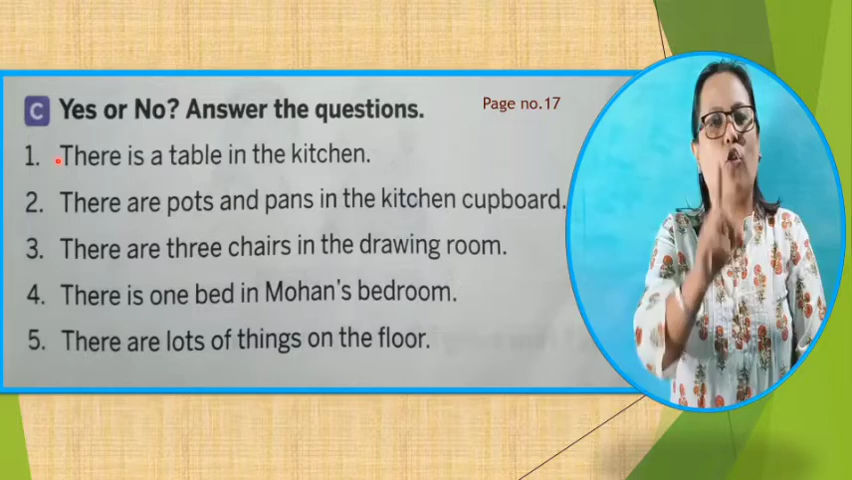 C Yes or No? Answer the questions.
Page no.17
1. There is a table in the kitchen.
2. There are pots and pans in the kitchen cupboard.
3. There are three chairs in the drawing room.
4. There is one bed in Mohan's bedroom.
5. There are lots of things on the floor.